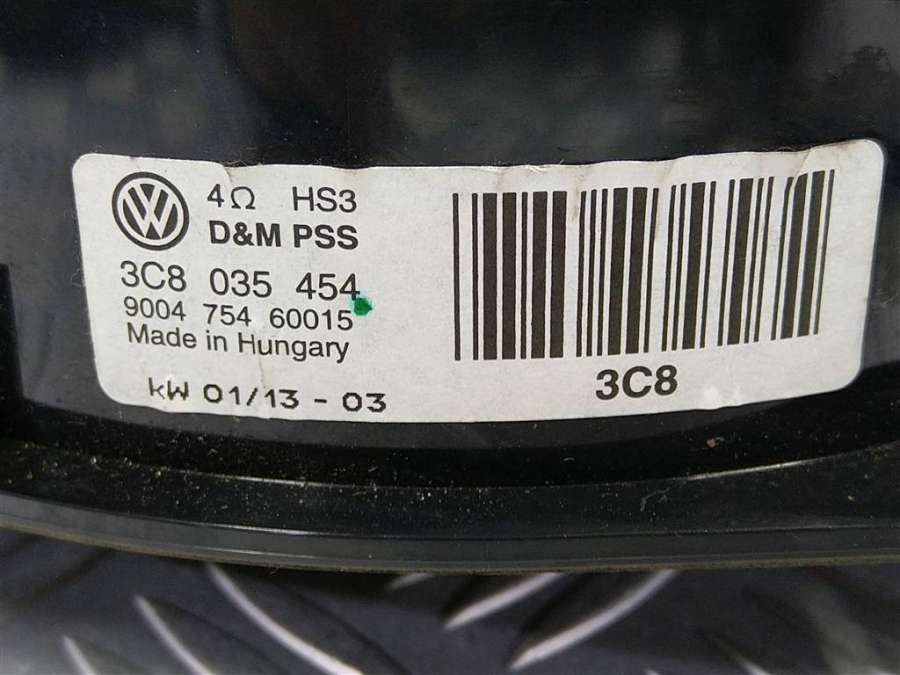 4Ω HS3
D&M PSS
3C8 035 454
9004 754 60015
Made in Hungary
kW 01/13 - 03
3C8